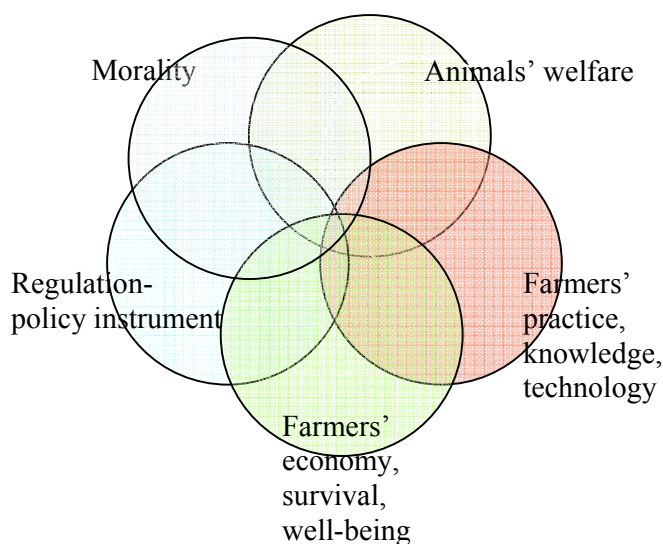 Morality
Animals’ welfare
Regulation-
policy instrument
Farmers’
practice,
knowledge,
technology
Farmers’
economy,
survival,
well-being